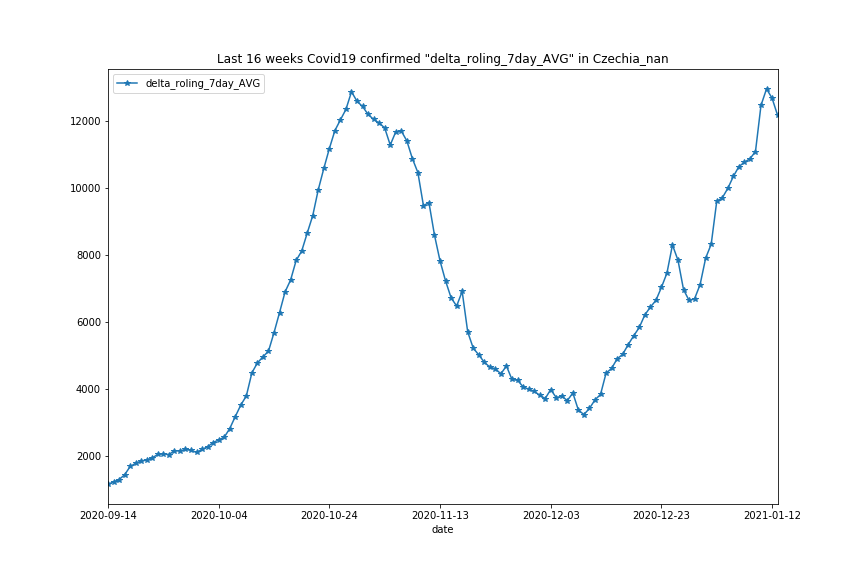 Last 16 weeks Covid19 confirmed "delta_roling_7day_AVG" in Czechia_nan
delta_roling_7day_AVG
12000
10000
8000
6000
4000
2000
2020-09-14 2020-10-04 2020-10-24 2020-11-13 2020-12-03 2020-12-23 2021-01-12
date